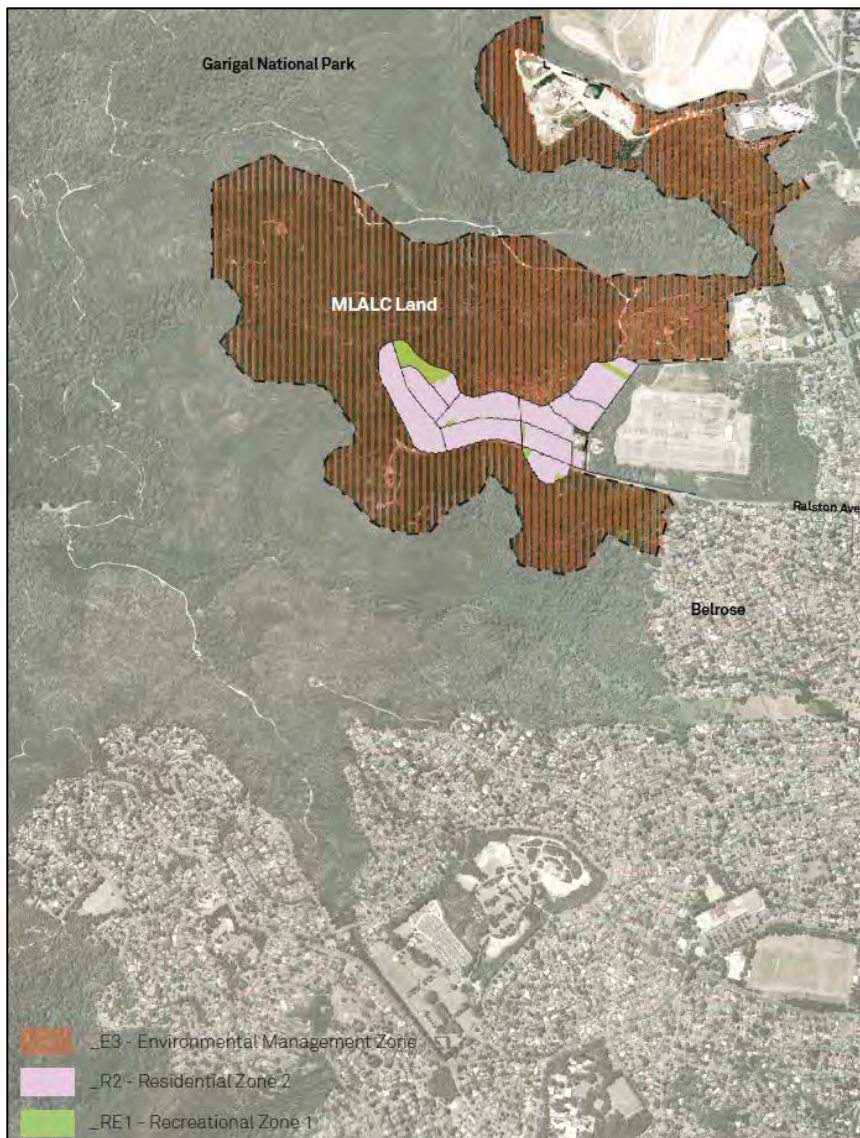 Garigal National Park
MLALC Land
Ralston Ave
Belrose
_E3 - Environmental Management Zone
_R2 - Residential Zone 2
_RE1 - Recreational Zone 1